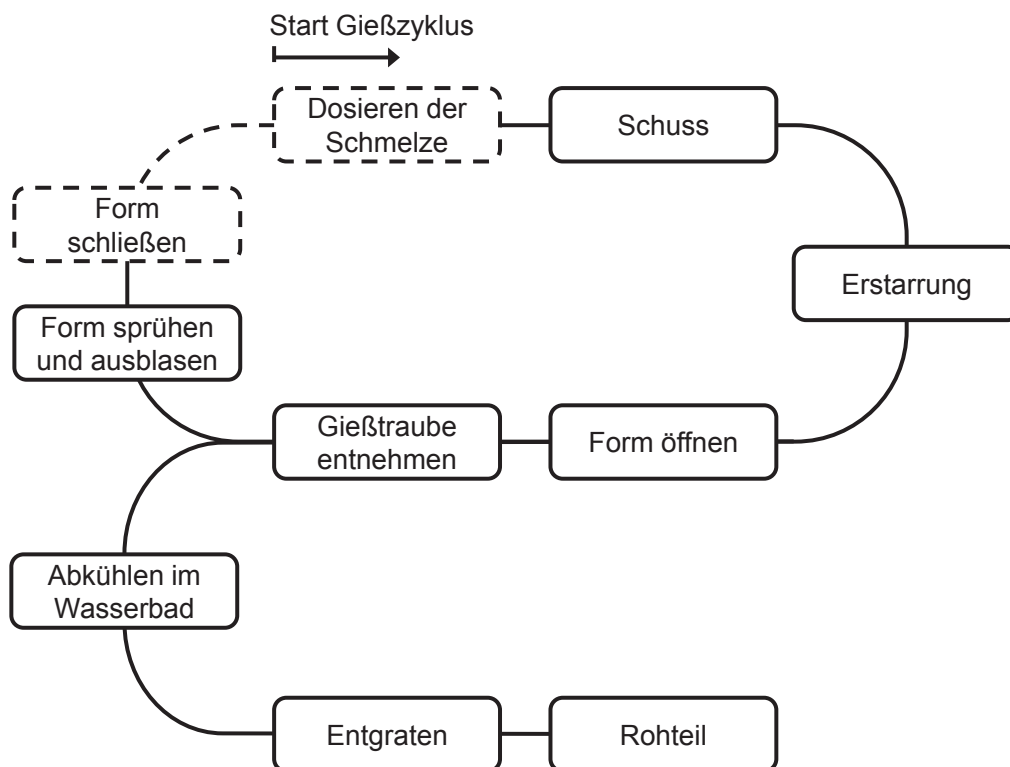 Start Gießzyklus
Dosieren der
Schmelze
Schuss
Form
schließen
Erstarrung
Form sprühen
und ausblasen
Gießtraube
entnehmen
Form öffnen
Abkühlen im
Wasserbad
Entgraten
Rohteil